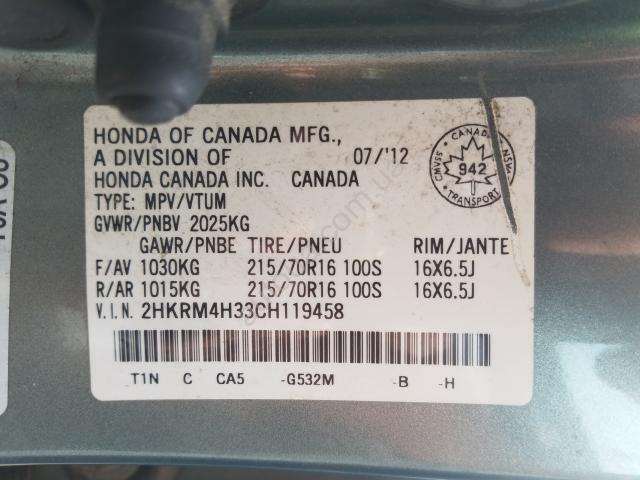 HONDA OF CANADA MFG.,
A DIVISION OF 07/'12
HONDA CANADA INC. CANADA
TYPE: MPV/VTUM
GVWR/PNBV 2025KG
GAWR/PNBE TIRE/PNEU RIM/JANTE
F/AV 1030KG 215/70R16 100S 16X6.5J
R/AR 1015KG 215/70R16 100S 16X6.5J
V.I.N. 2HKRM4H33CH119458
T1N C CA5 -G532M -B -H
CANADA
CMVSS 942 NSVA
TRANSPORT